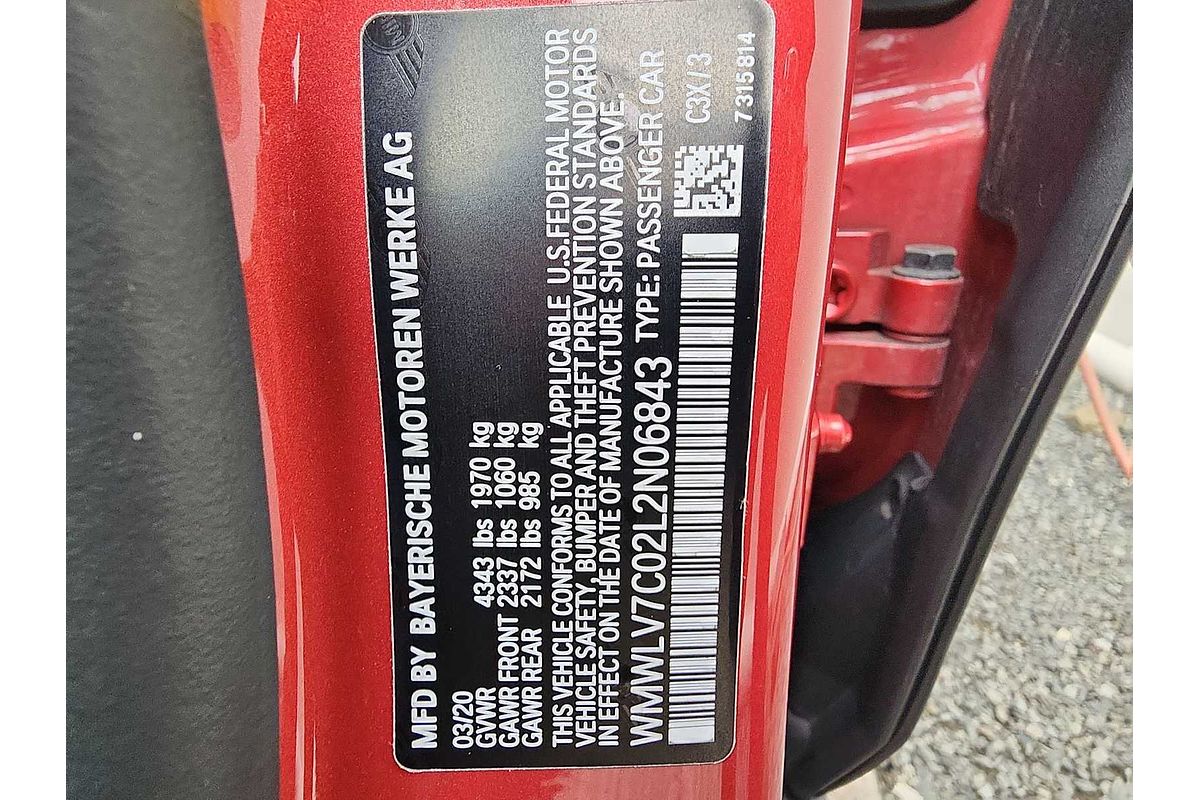 MFD BY BAYERISCHE MOTOREN WERKE AG
03/20
GVWR 4343 lbs 1970 kg
GAWR FRONT 2337 lbs 1060 kg
GAWR REAR 2172 lbs 985 kg
THIS VEHICLE CONFORMS TO ALL APPLICABLE U.S.FEDERAL MOTOR
VEHICLE SAFETY, BUMPER AND THEFT PREVENTION STANDARDS
IN EFFECT ON THE DATE OF MANUFACTURE SHOWN ABOVE.
WMWLV7C02L2N06843 TYPE: PASSENGER CAR
C3X/3
7315814